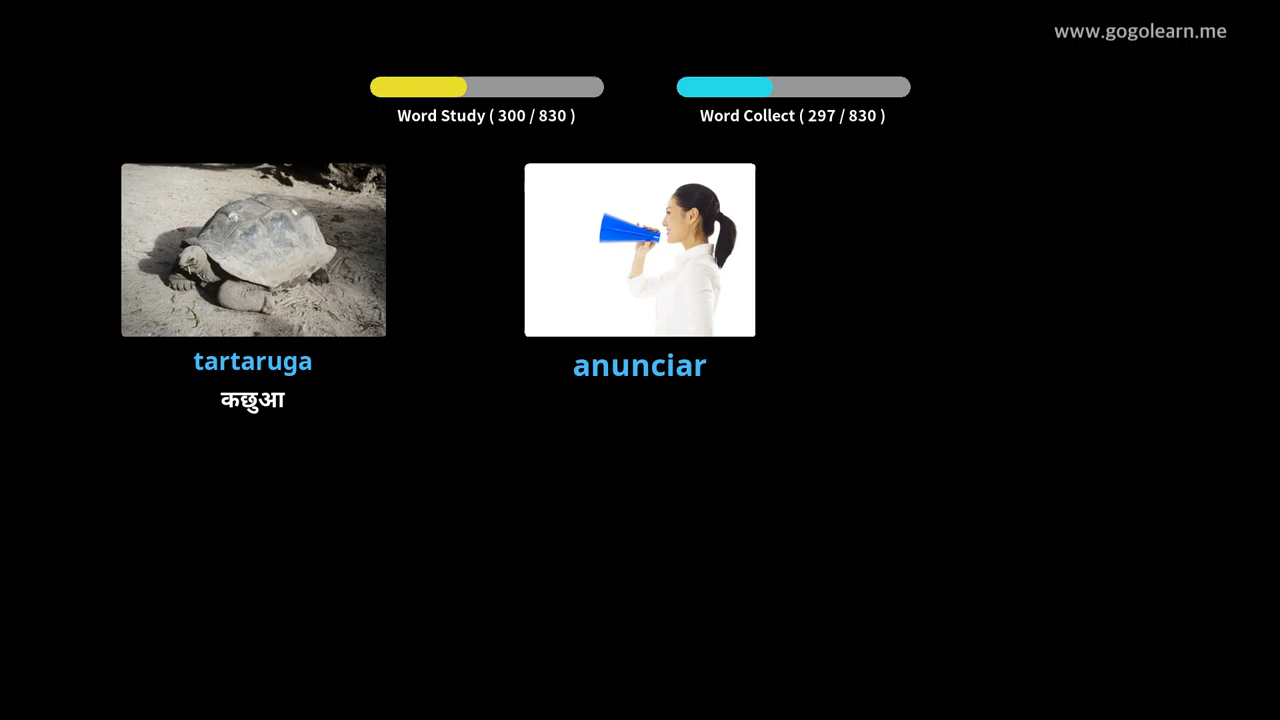 www.gogolearn.me
Word Study ( 300 / 830 )
Word Collect ( 297 / 830 )
tartaruga
कछुआ
anunciar